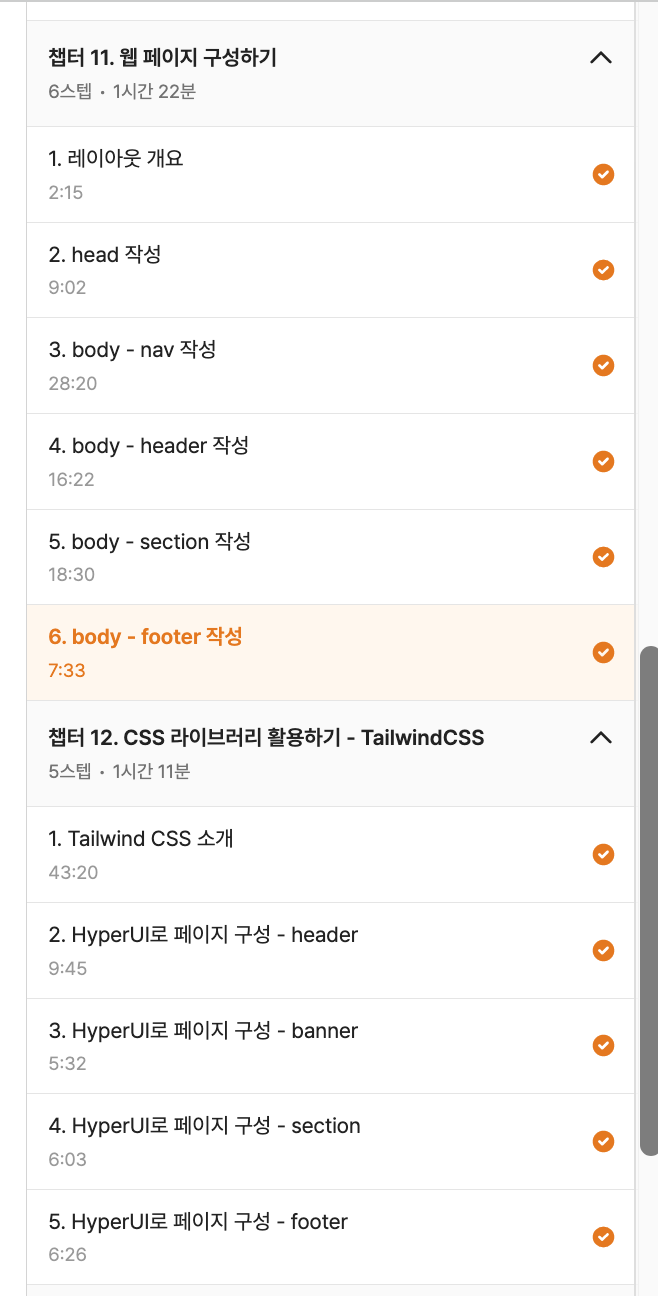 챕터 11. 웹 페이지 구성하기
6스텝 • 1시간 22분
1. 레이아웃 개요
2:15
2. head 작성
9:02
3. body - nav 작성
28:20
4. body - header 작성
16:22
5. body - section 작성
18:30
6. body - footer 작성
7:33
챕터 12. CSS 라이브러리 활용하기 - TailwindCSS
5스텝 • 1시간 11분
1. Tailwind CSS 소개
43:20
2. HyperUI로 페이지 구성 - header
9:45
3. HyperUI로 페이지 구성 - banner
5:32
4. HyperUI로 페이지 구성 - section
6:03
5. HyperUI로 페이지 구성 - footer
6:26